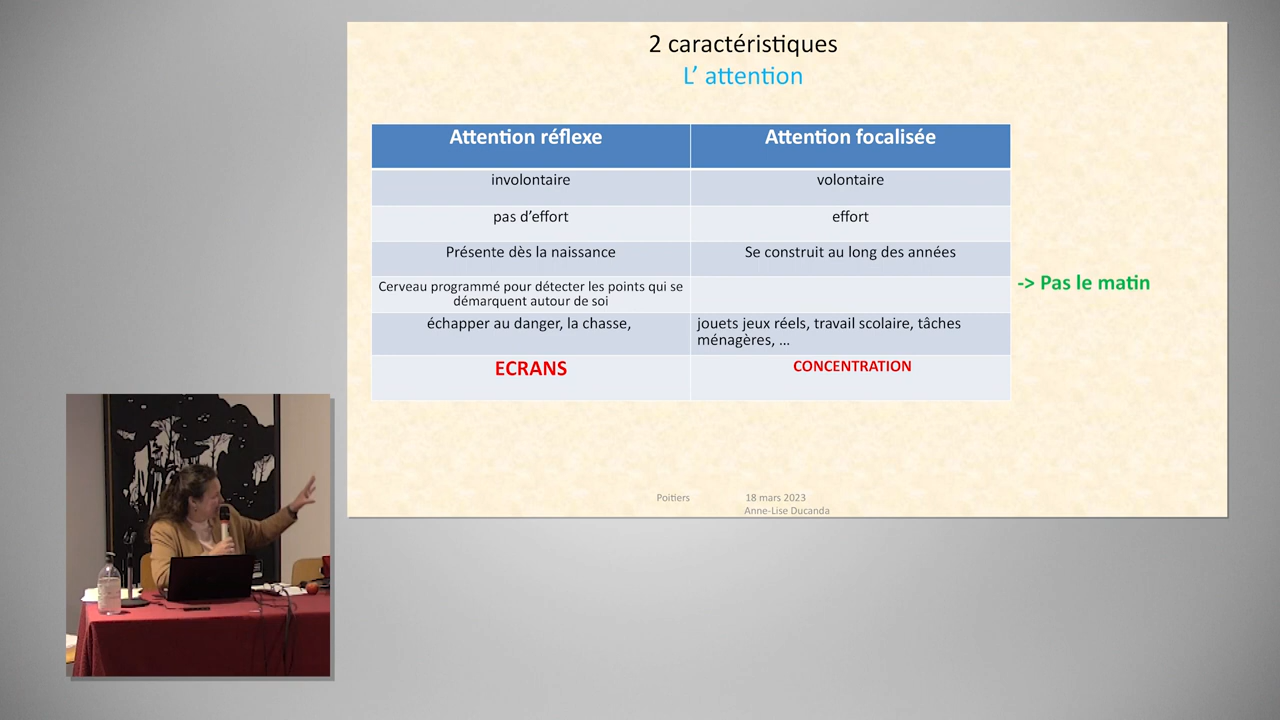 2 caractéristiques
L’ attention
Attention réflexe
Attention focalisée
involontaire
volontaire
pas d’effort
effort
Présente dès la naissance
Se construit au long des années
Cerveau programmé pour détecter les points qui se
démarquent autour de soi
échapper au danger, la chasse,
jouets jeux réels, travail scolaire, tâches
ménagères, ...
ECRANS
CONCENTRATION
-> Pas le matin
Poitiers
18 mars 2023
Anne-Lise Ducanda